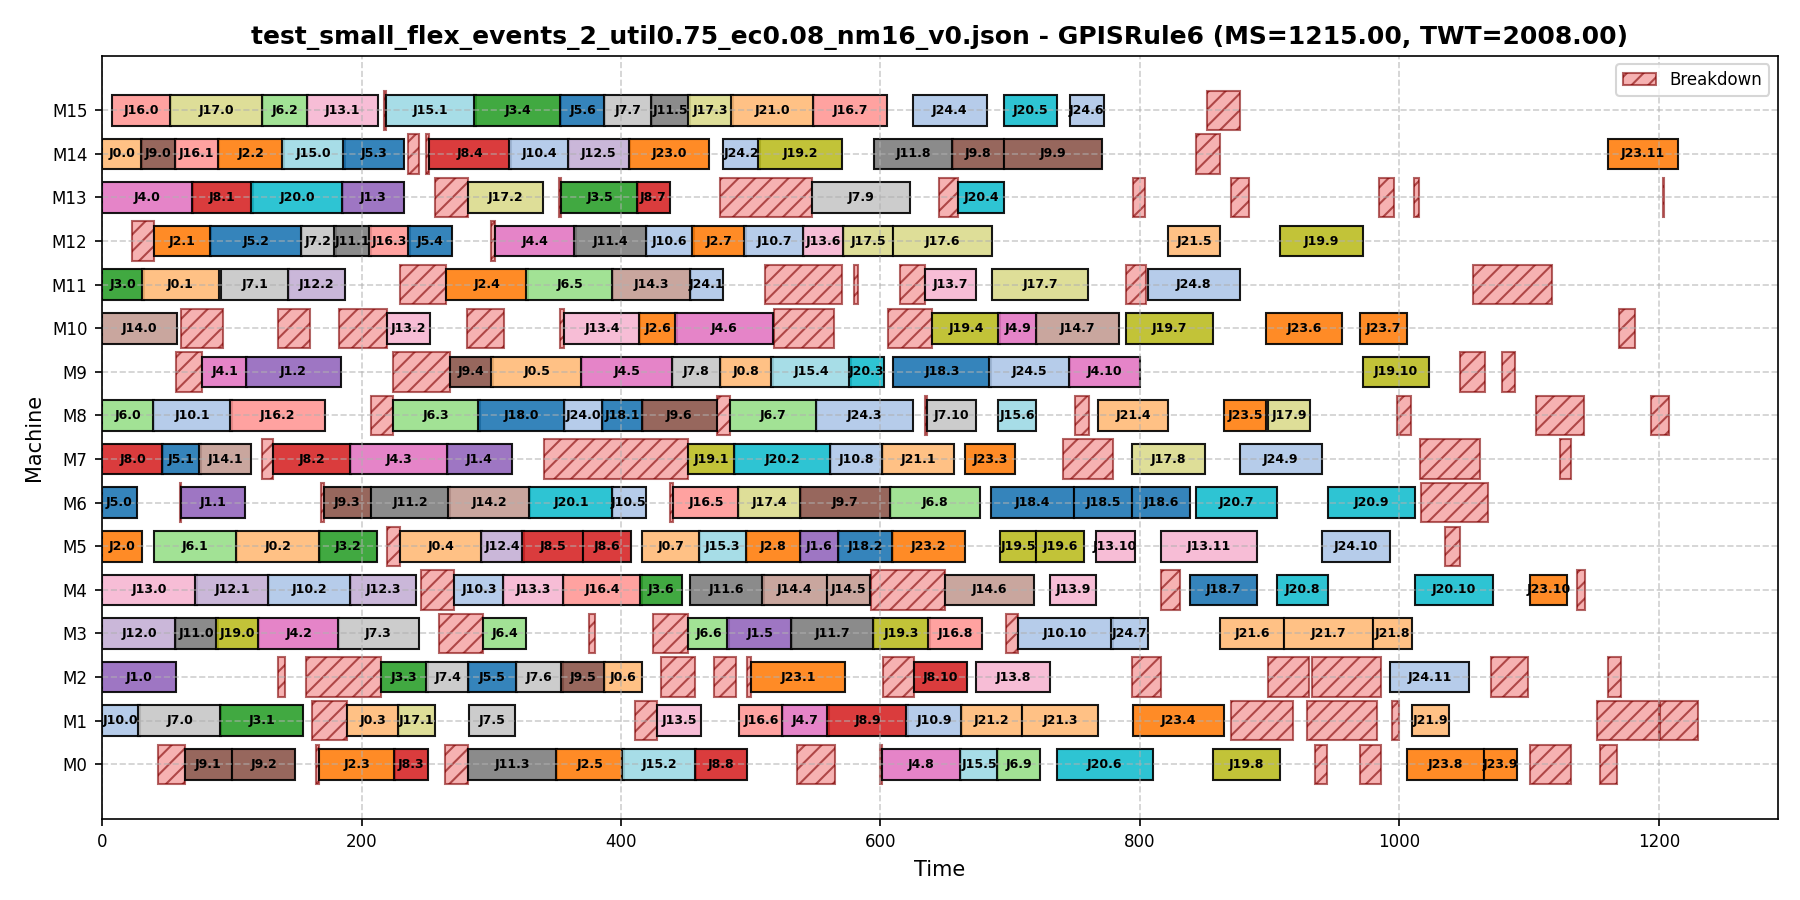 test_small_flex_events_2_util0.75_ec0.08_nm16_v0.json - GPISRule6 (MS=1215.00, TWT=2008.00)
Breakdown
M15 J16.0 J17.0 J6.2 J13.1 J15.1 J3.4 J5.6 J7.7 J11.5 J17.3 J21.0 J16.7 J24.4 J20.5 J24.6
M14 J0.0 J9.0 J16.1 J2.2 J15.0 J5.3 J8.4 J10.4 J12.5 J23.0 J24.2 J19.2 J11.8 J9.8 J9.9 J23.11
M13 J4.0 J8.1 J20.0 J1.3 J17.2 J3.5 J8.7 J7.9 J20.4
M12 J2.1 J5.2 J7.2 J11.1 J16.3 J5.4 J4.4 J11.4 J10.6 J2.7 J10.7 J13.6 J17.5 J17.6 J21.5 J19.9
M11 J3.0 J0.1 J7.1 J12.2 J2.4 J6.5 J14.3 J24.1 J13.7 J17.7 J24.8
M10 J14.0 J13.2 J13.4 J2.6 J4.6 J19.4 J4.9 J14.7 J19.7 J23.6 J23.7
M9 J4.1 J1.2 J9.4 J0.5 J4.5 J7.8 J0.8 J15.4 J20.3 J18.3 J24.5 J4.10 J19.10
M8 J6.0 J10.1 J16.2 J6.3 J18.0 J24.0 J18.1 J9.6 J6.7 J24.3 J7.10 J15.6 J21.4 J23.5 J17.9
M7 J8.0 J5.1 J14.1 J8.2 J4.3 J1.4 J19.1 J20.2 J10.8 J21.1 J23.3 J17.8 J24.9
M6 J5.0 J1.1 J9.3 J11.2 J14.2 J20.1 J10.5 J16.5 J17.4 J9.7 J6.8 J18.4 J18.5 J18.6 J20.7 J20.9
M5 J2.0 J6.1 J0.2 J3.2 J0.4 J12.4 J8.5 J8.6 J0.7 J15.3 J2.8 J1.6 J18.2 J23.2 J19.5 J19.6 J13.10 J13.11 J24.10
M4 J13.0 J12.1 J10.2 J12.3 J10.3 J13.3 J16.4 J3.6 J11.6 J14.4 J14.5 J14.6 J13.9 J18.7 J20.8 J20.10 J23.10
M3 J12.0 J11.0 J19.0 J4.2 J7.3 J6.4 J6.6 J1.5 J11.7 J19.3 J16.8 J10.10 J24.7 J21.6 J21.7 J21.8
M2 J1.0 J3.3 J7.4 J5.5 J7.6 J9.5 J0.6 J23.1 J8.10 J13.8 J24.11
M1 J10.0 J7.0 J3.1 J0.3 J17.1 J7.5 J13.5 J16.6 J4.7 J8.9 J10.9 J21.2 J21.3 J23.4 J21.9
M0 J9.1 J9.2 J2.3 J8.3 J11.3 J2.5 J15.2 J8.8 J4.8 J15.5 J6.9 J20.6 J19.8 J23.8 J23.9
0 200 400 600 800 1000 1200
Time
Machine